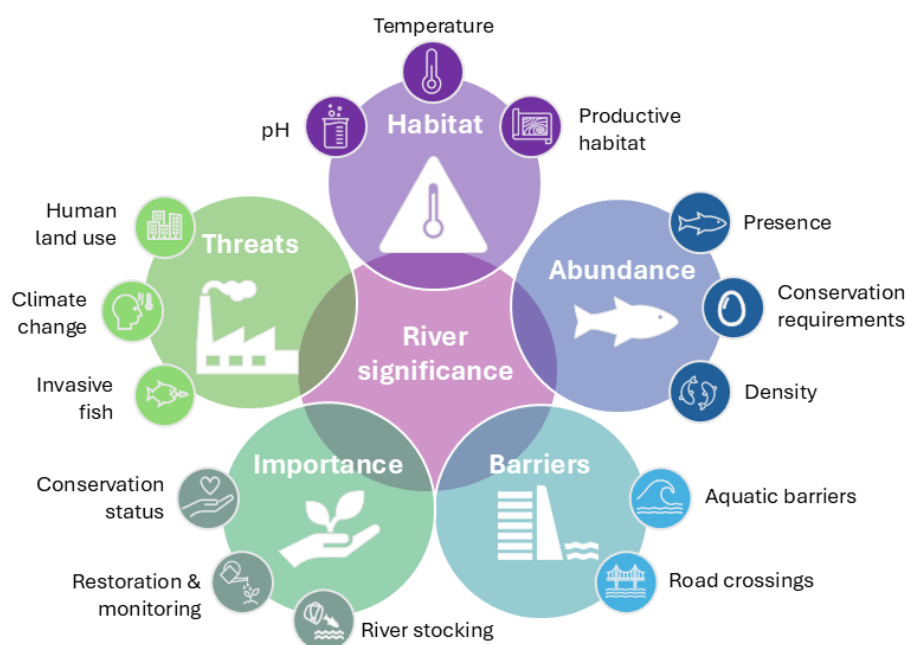 Temperature
pH
Habitat
Productive
habitat
Human
land use
Threats
Climate
change
Invasive
fish
Abundance
Presence
Conservation
requirements
Density
River
significance
Importance
Conservation
status
Restoration &
monitoring
River stocking
Barriers
Aquatic barriers
Road crossings